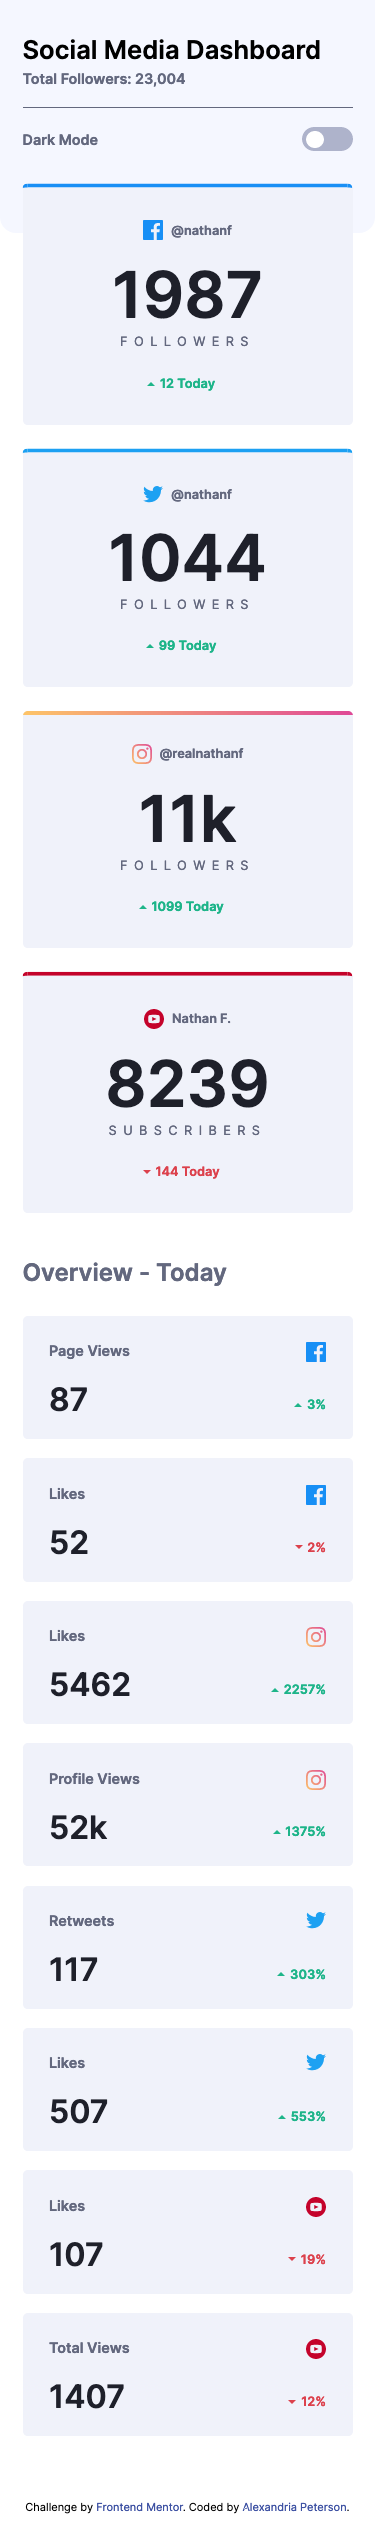 Social Media Dashboard
Total Followers: 23,004
Dark Mode
@nathanf
1987
FOLLOWERS
12 Today
@nathanf
1044
FOLLOWERS
99 Today
@realnathanf
11k
FOLLOWERS
1099 Today
Nathan F.
8239
SUBSCRIBERS
144 Today
Overview - Today
Page Views
87
3%
Likes
52
2%
Likes
5462
2257%
Profile Views
52k
1375%
Retweets
117
303%
Likes
507
553%
Likes
107
19%
Total Views
1407
12%
Challenge by Frontend Mentor. Coded by Alexandria Peterson.